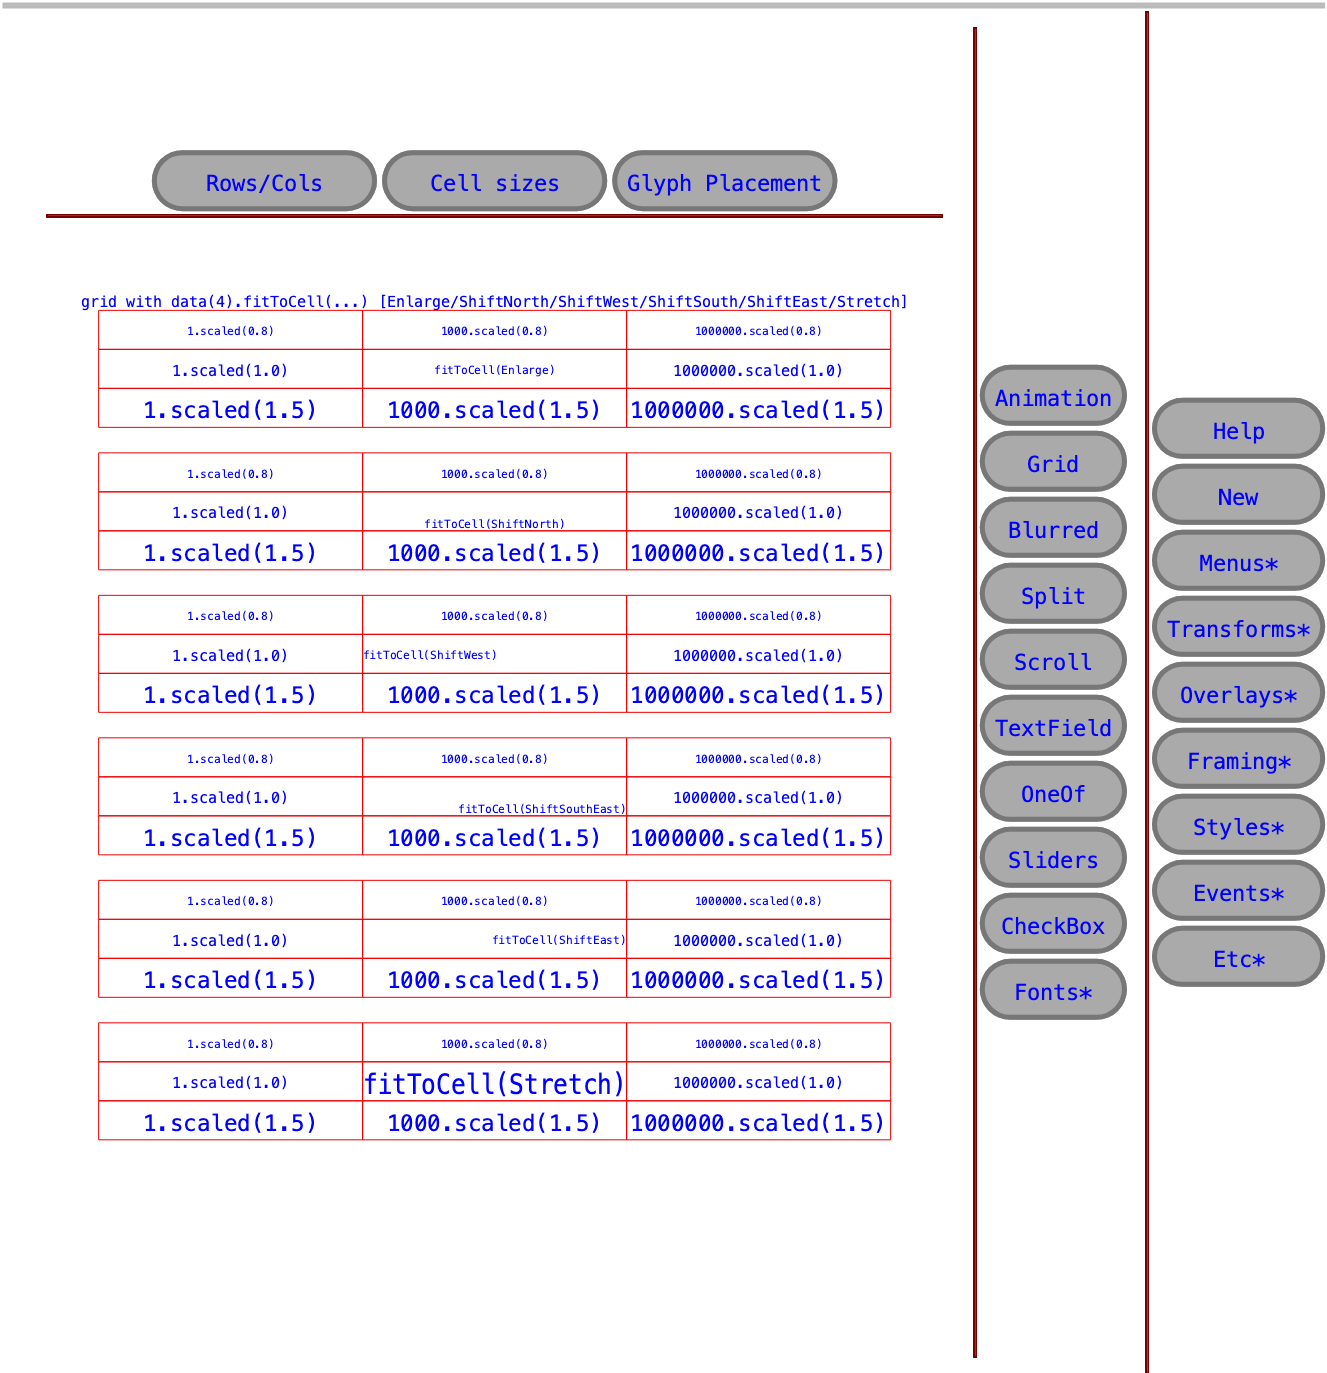 Rows/Cols Cell sizes Glyph Placement
grid with data(4).fitToCell(...) [Enlarge/ShiftNorth/ShiftWest/ShiftSouth/ShiftEast/Stretch]
1.scaled(0.8) 1000.scaled(0.8) 1000000.scaled(0.8)
1.scaled(1.0) fitToCell(Enlarge) 1000000.scaled(1.0)
1.scaled(1.5) 1000.scaled(1.5) 1000000.scaled(1.5)
1.scaled(0.8) 1000.scaled(0.8) 1000000.scaled(0.8)
1.scaled(1.0) fitToCell(ShiftNorth) 1000000.scaled(1.0)
1.scaled(1.5) 1000.scaled(1.5) 1000000.scaled(1.5)
1.scaled(0.8) 1000.scaled(0.8) 1000000.scaled(0.8)
1.scaled(1.0) fitToCell(ShiftWest) 1000000.scaled(1.0)
1.scaled(1.5) 1000.scaled(1.5) 1000000.scaled(1.5)
1.scaled(0.8) 1000.scaled(0.8) 1000000.scaled(0.8)
1.scaled(1.0) fitToCell(ShiftSouthEast) 1000000.scaled(1.0)
1.scaled(1.5) 1000.scaled(1.5) 1000000.scaled(1.5)
1.scaled(0.8) 1000.scaled(0.8) 1000000.scaled(0.8)
1.scaled(1.0) fitToCell(ShiftEast) 1000000.scaled(1.0)
1.scaled(1.5) 1000.scaled(1.5) 1000000.scaled(1.5)
1.scaled(0.8) 1000.scaled(0.8) 1000000.scaled(0.8)
1.scaled(1.0) fitToCell(Stretch) 1000000.scaled(1.0)
1.scaled(1.5) 1000.scaled(1.5) 1000000.scaled(1.5)
Animation
Grid
Blurred
Split
Scroll
TextField
OneOf
Sliders
CheckBox
Fonts*
Help
New
Menus*
Transforms*
Overlays*
Framing*
Styles*
Events*
Etc*